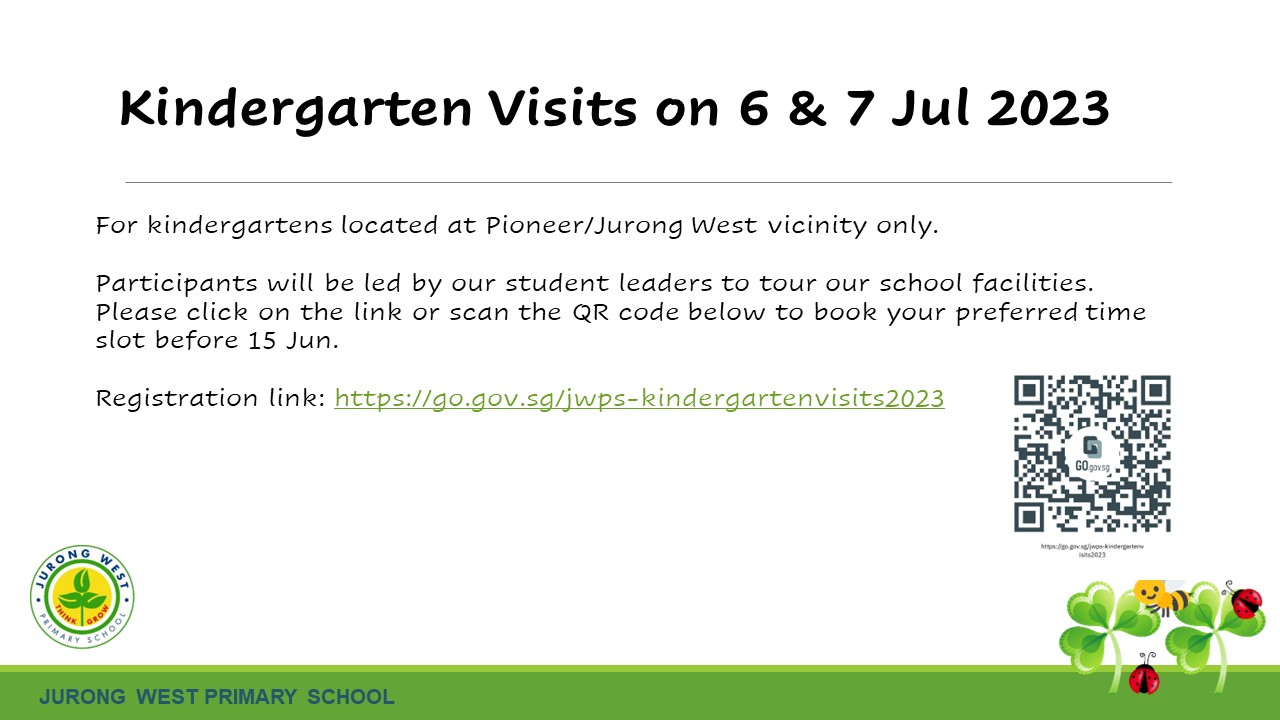 Kindergarten Visits on 6 & 7 Jul 2023
For kindergartens located at Pioneer/Jurong West vicinity only.
Participants will be led by our student leaders to tour our school facilities.
Please click on the link or scan the QR code below to book your preferred time
slot before 15 Jun.
Registration link: https://go.gov.sg/jwps-kindergartenvisits2023
GO gov.sg
https://go.gov.sg/jwps-kindergartenv
isits2023
JURONG WEST
THINK GROW
PRIMARY SCHOOL
JURONG WEST PRIMARY SCHOOL